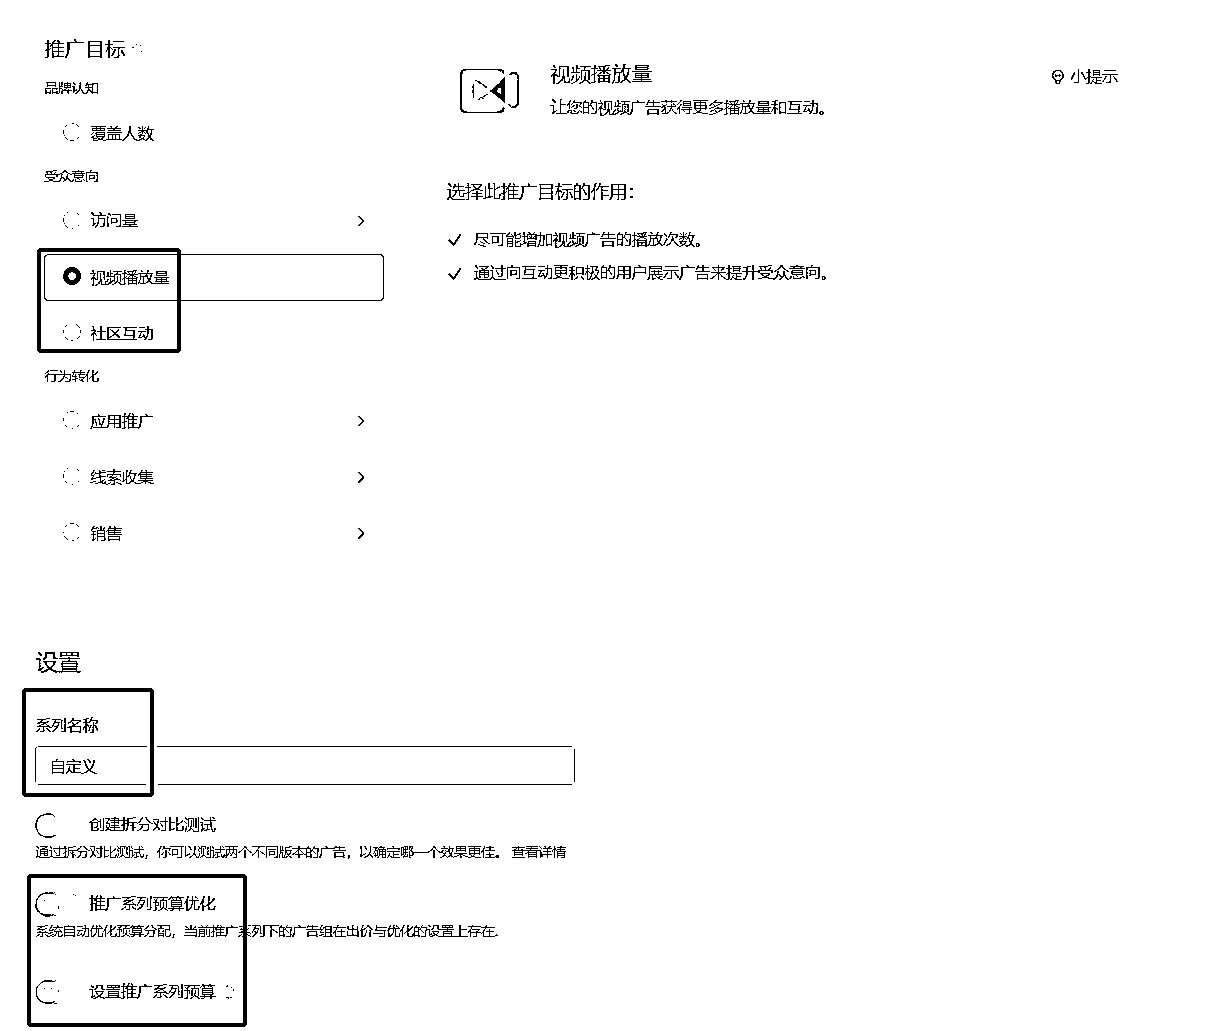 推广目标
品牌认知
覆盖人数
受众意向
访问量
视频播放量
社区互动
行为转化
应用推广
线索收集
销售
视频播放量
让您的视频广告获得更多播放量和互动。
小提示
选择此推广目标的作用：
尽可能增加视频广告的播放次数。
通过向互动更积极的用户展示广告来提升受众意向。
设置
系列名称
自定义
创建拆分对比测试
通过拆分对比测试，你可以测试两个不同版本的广告，以确定哪一个效果更佳。 查看详情
推广系列预算优化
系统自动优化预算分配，当前推广系列下的广告组在出价与优化的设置上存在.
设置推广系列预算